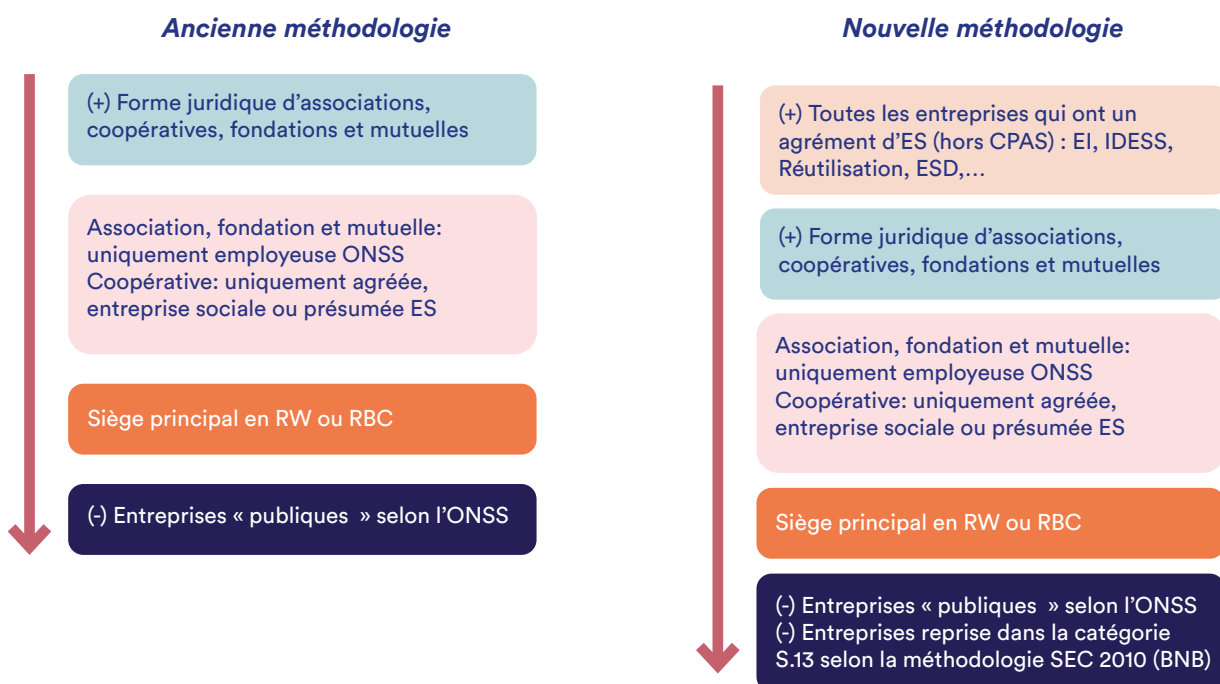 Ancienne méthodologie
(+) Forme juridique d’associations,
coopératives, fondations et mutuelles
Association, fondation et mutuelle:
uniquement employeuse ONSS
Coopérative: uniquement agréée,
entreprise sociale ou présumée ES
Siège principal en RW ou RBC
(-) Entreprises « publiques » selon l’ONSS
Nouvelle méthodologie
(+) Toutes les entreprises qui ont un
agrément d’ES (hors CPAS) : EI, IDESS,
Réutilisation, ESD,…
(+) Forme juridique d’associations,
coopératives, fondations et mutuelles
Association, fondation et mutuelle:
uniquement employeuse ONSS
Coopérative: uniquement agréée,
entreprise sociale ou présumée ES
Siège principal en RW ou RBC
(-) Entreprises « publiques » selon l’ONSS
(-) Entreprises reprise dans la catégorie
S.13 selon la méthodologie SEC 2010 (BNB)